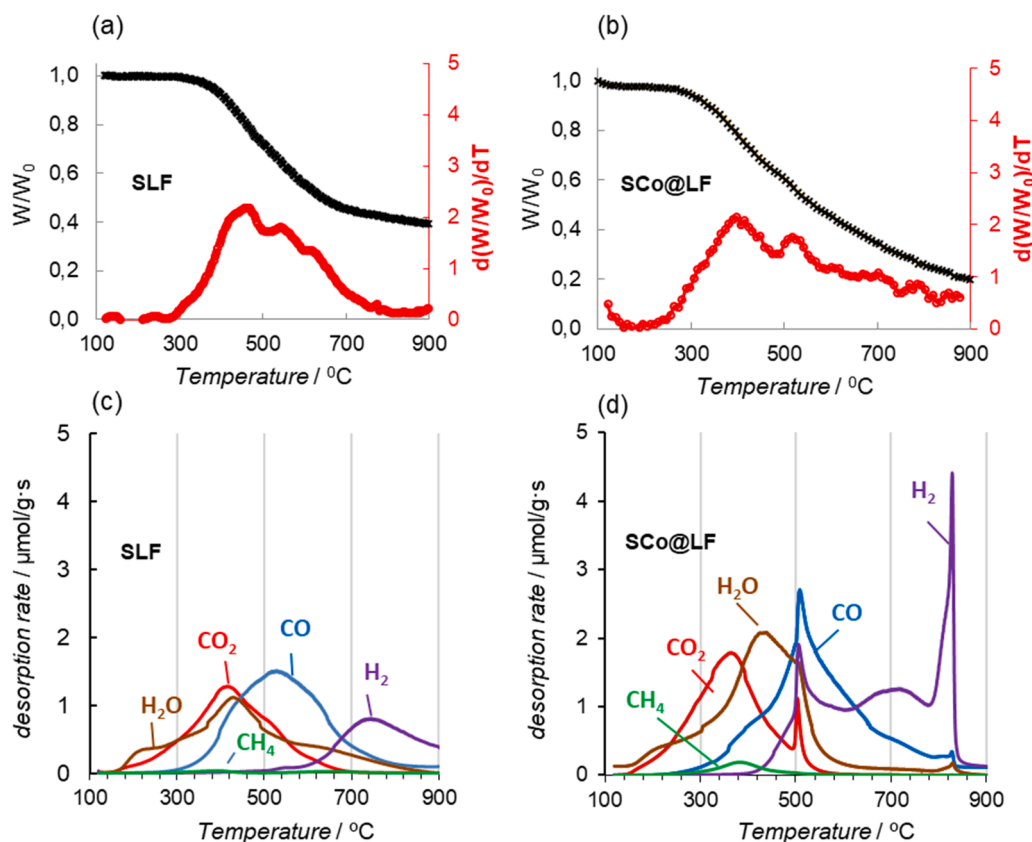 (a)
1,0
0,8
0,6
0,4
0,2
0,0
W/W0
SLF
5
4
3
2
1
0
d(W/W0)/dT
100 300 500 700 900
Temperature / ⁰C
(b)
1,0
0,8
0,6
0,4
0,2
0,0
W/W0
SCo@LF
5
4
3
2
1
0
d(W/W0)/dT
100 300 500 700 900
Temperature / ⁰C
(c)
5
4
3
2
1
0
desorption rate / µmol/g·s
SLF
CO2
CO
H2
H2O
CH4
100 300 500 700 900
Temperature / ⁰C
(d)
5
4
3
2
1
0
desorption rate / µmol/g·s
H2
SCo@LF
H2O
CO
CO2
CH4
100 300 500 700 900
Temperature / ⁰C